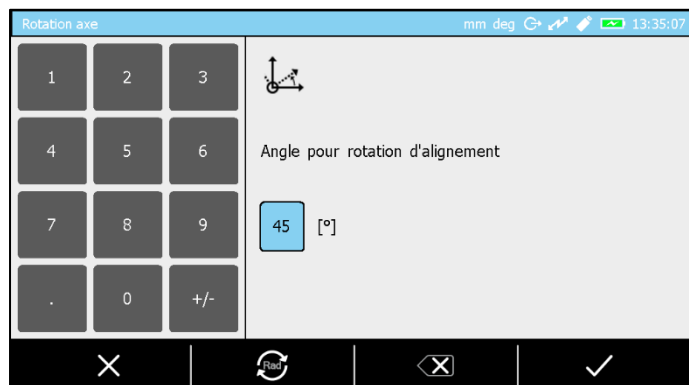 Rotation axe mm deg 13:35:07
1 2 3
4 5 6 Angle pour rotation d'alignement
7 8 9 45 [°]
. 0 +/-
Rad